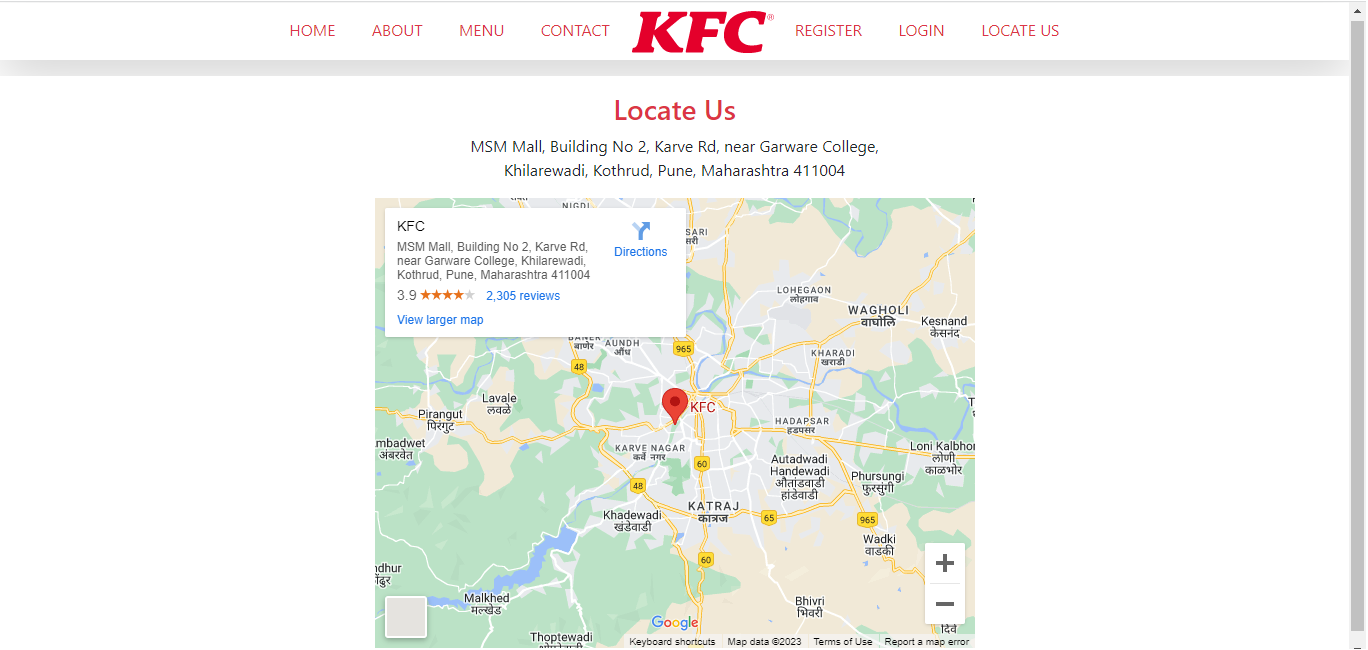 HOME ABOUT MENU CONTACT KFC® REGISTER LOGIN LOCATE US
Locate Us
MSM Mall, Building No 2, Karve Rd, near Garware College,
Khilarewadi, Kothrud, Pune, Maharashtra 411004
NIGDI
KFC
Directions
MSM Mall, Building No 2, Karve Rd,
near Garware College, Khilarewadi,
Kothrud, Pune, Maharashtra 411004
3.9 2,305 reviews
View larger map
LOHEGAON
लोहगाव
WAGHOLI
वाघोलि
Kesnand
केसनंद
BANER
बाणेर
AUNDH
औंध
965
KHARADI
खराडी
48
Lavale
लवळे
Pirangut
पिरंगुट
KFC
HADAPSAR
हडपसर
mbadwet
अंबरवेत
KARVE NAGAR
कर्वे नगर
Loni Kalbhor
लोणी
काळभोर
60
Autadwadi
Handewadi
औतांडवाडी
हांडेवाडी
Phursungi
फुरसुंगी
48
KATRAJ
कात्रज
Khadewadi
खंडेवाडी
65
965
Wadki
वाडकी
60
Malkhed
मल्खेड
Bhivri
भिवरी
दिवे
Thoptewadi
Google
Keyboard shortcuts Map data ©2023 Terms of Use Report a map error